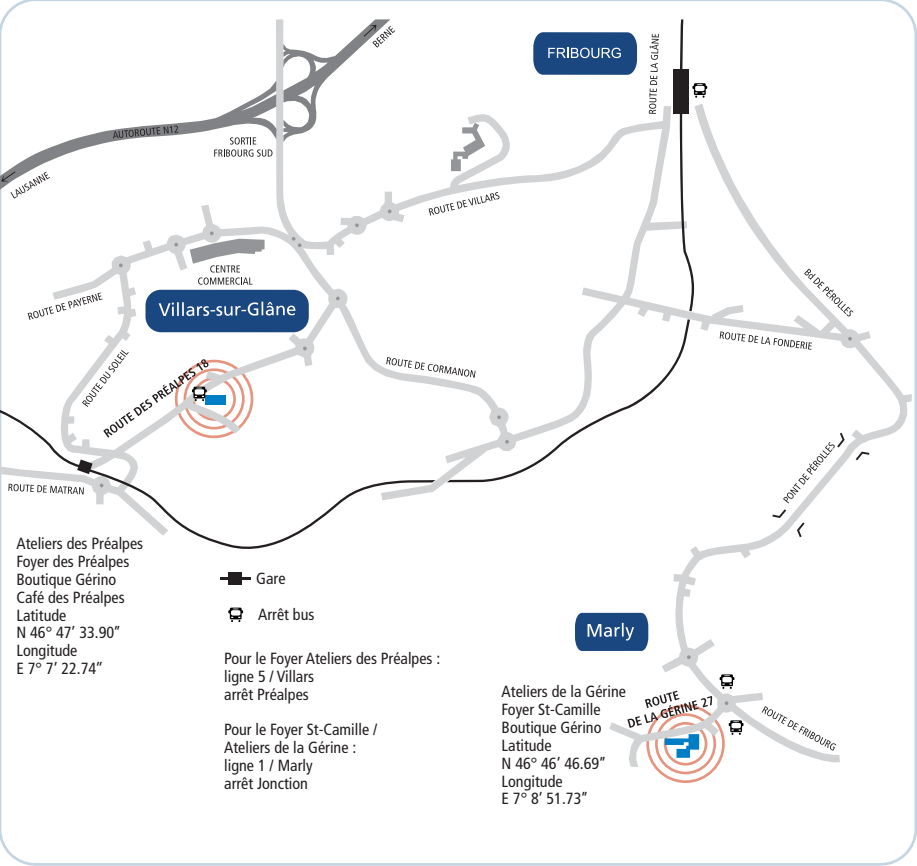 BERNE
FRIBOURG
ROUTE DE LA GLÂNE
AUTOROUTE N12
SORTIE
FRIBOURG SUD
LAUSANNE
ROUTE DE VILLARS
CENTRE
COMMERCIAL
ROUTE DE PAYERNE
Villars-sur-Glâne
Bd DE PÉROLLES
ROUTE DE LA FONDERIE
ROUTE DU SOLEIL
ROUTE DES PRÉALPES 18
ROUTE DE CORMANON
ROUTE DE MATRAN
PONT DE PÉROLLES
Ateliers des Préalpes
Foyer des Préalpes
Boutique Gérino
Café des Préalpes
Latitude
N 46° 47’ 33.90”
Longitude
E 7° 7’ 22.74”
Gare
Arrêt bus
Pour le Foyer Ateliers des Préalpes :
ligne 5 / Villars
arrêt Préalpes
Pour le Foyer St-Camille /
Ateliers de la Gérine :
ligne 1 / Marly
arrêt Jonction
Marly
Ateliers de la Gérine
Foyer St-Camille
Boutique Gérino
Latitude
N 46° 46’ 46.69”
Longitude
E 7° 8’ 51.73”
ROUTE
DE LA GÉRINE 27
ROUTE DE FRIBOURG